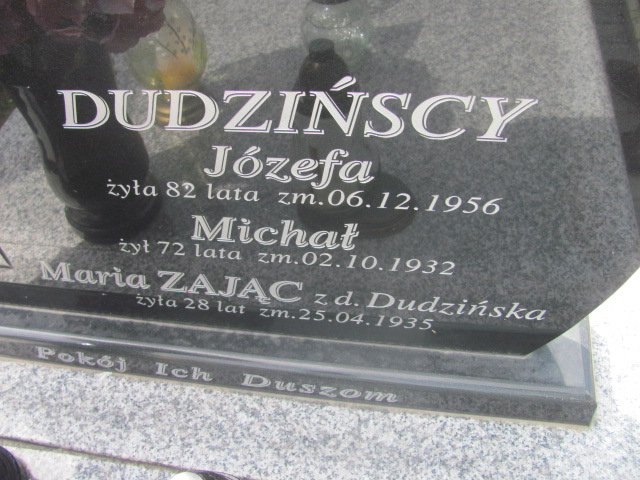 DUDZIŃSCY
Józefa
żyła 82 lata zm.06.12.1956
Michał
żył 72 lata zm.02.10.1932
Maria ZAJĄC z d. Dudzińska
żyła 28 lat zm.25.04.1935
Pokój Ich Duszom